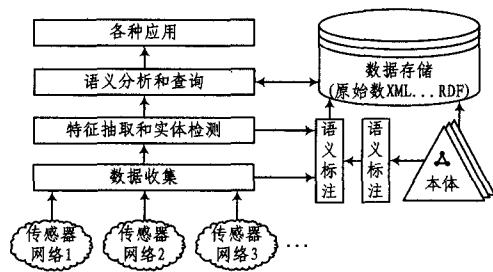 各种应用
语义分析和查询
特征抽取和实体检测
数据收集
数据存储
(原始数XML...RDF)
语义标注
语义标注
本体
传感器
网络1
传感器
网络2
传感器
网络3
...